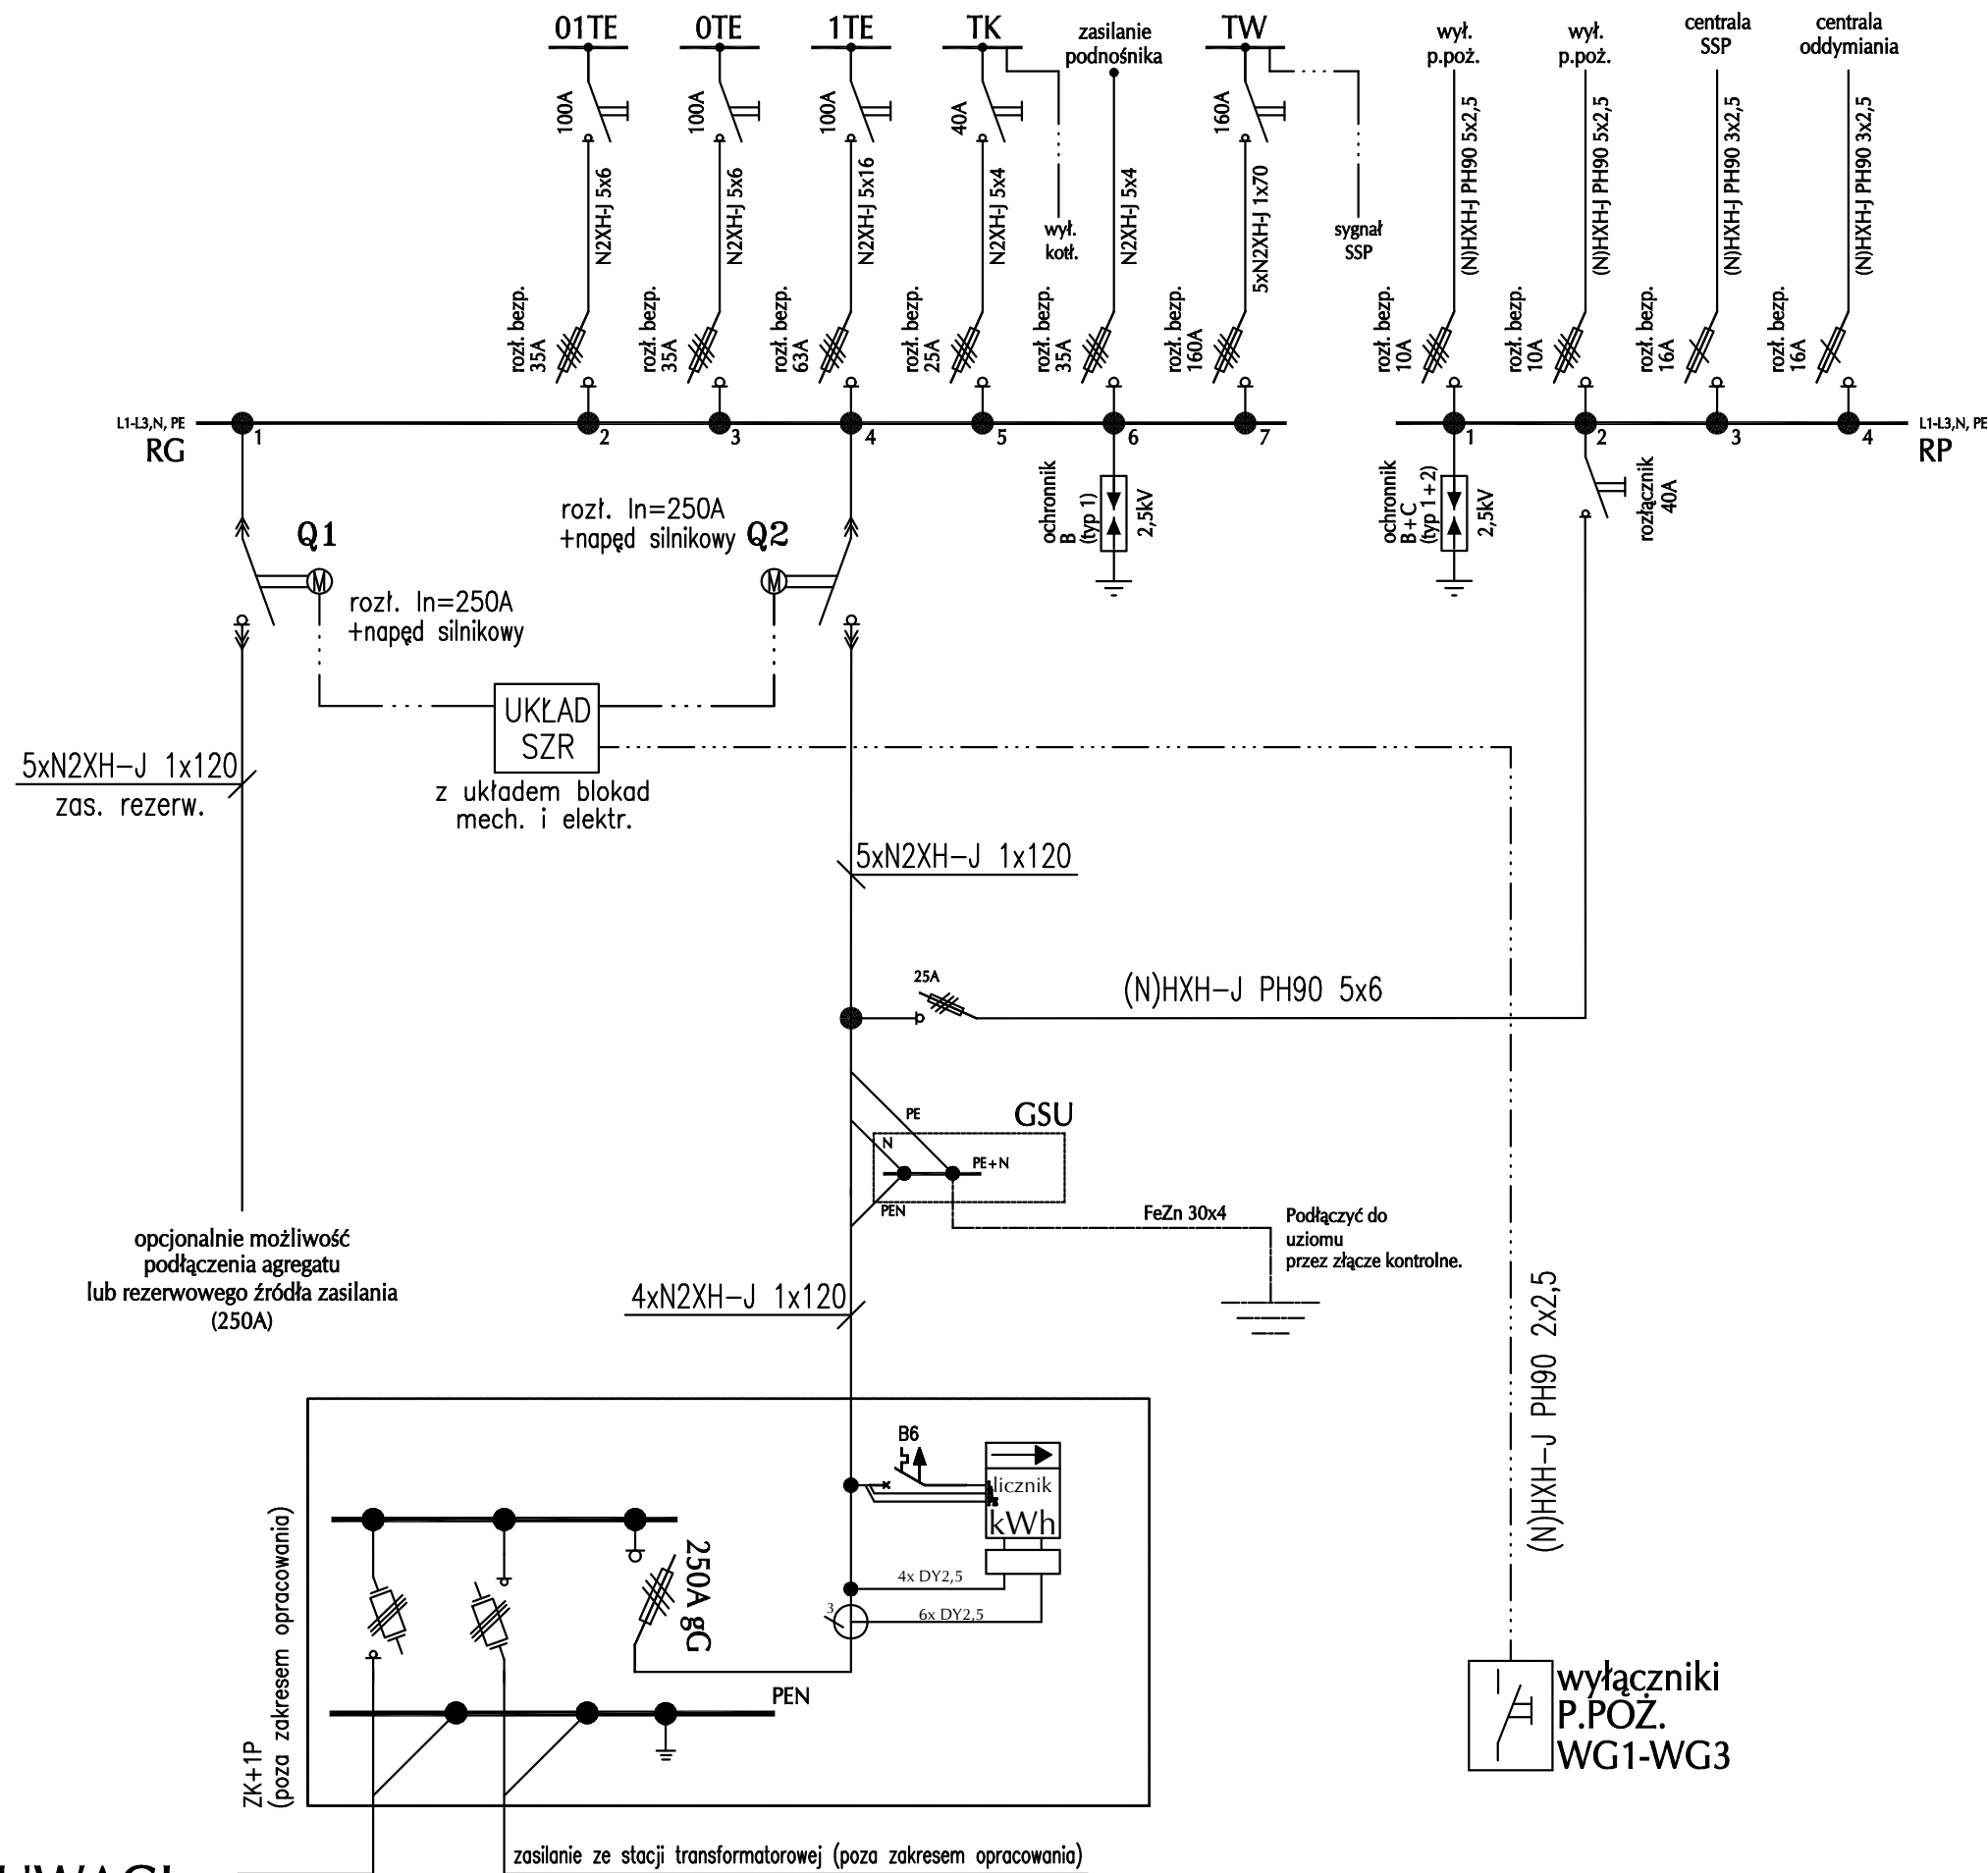 01TE
0TE
1TE
TK
zasilanie
podnośnika
TW
wył.
p.poż.
wył.
p.poż.
centrala
SSP
centrala
oddymiania
100A
100A
100A
40A
160A
N2XH-J 5x6
N2XH-J 5x6
N2XH-J 5x16
N2XH-J 5x4
wył.
kotł.
N2XH-J 5x4
5xN2XH-J 1x70
sygnał
SSP
(N)HXH-J PH90 5x2,5
(N)HXH-J PH90 5x2,5
(N)HXH-J PH90 3x2,5
(N)HXH-J PH90 3x2,5
rozł. bezp.
35A
rozł. bezp.
35A
rozł. bezp.
63A
rozł. bezp.
25A
rozł. bezp.
35A
rozł. bezp.
160A
rozł. bezp.
10A
rozł. bezp.
10A
rozł. bezp.
16A
rozł. bezp.
16A
L1-L3,N, PE
RG
1
2
3
4
5
6
7
1
2
3
4
L1-L3,N, PE
RP
Q1
rozł. In=250A
+napęd silnikowy
M
rozł. In=250A
+napęd silnikowy
Q2
M
ochronnik
B
(typ 1)
2,5kV
ochronnik
B+C
(typ 1+2)
2,5kV
rozłącznik
40A
UKŁAD
SZR
z układem blokad
mech. i elektr.
5xN2XH-J 1x120
zas. rezerw.
5xN2XH-J 1x120
25A
(N)HXH-J PH90 5x6
PE
GSU
N
PE+N
PEN
FeZn 30x4
Podłączyć do
uziomu
przez złącze kontrolne.
opcjonalnie możliwość
podłączenia agregatu
lub rezerwowego źródła zasilania
(250A)
4xN2XH-J 1x120
(N)HXH-J PH90 2x2,5
B6
licznik
kWh
250A gG
4x DY2,5
3
6x DY2,5
PEN
ZK+1P
(poza zakresem opracowania)
wyłączniki
P.POŻ.
WG1-WG3
zasilanie ze stacji transformatorowej (poza zakresem opracowania)